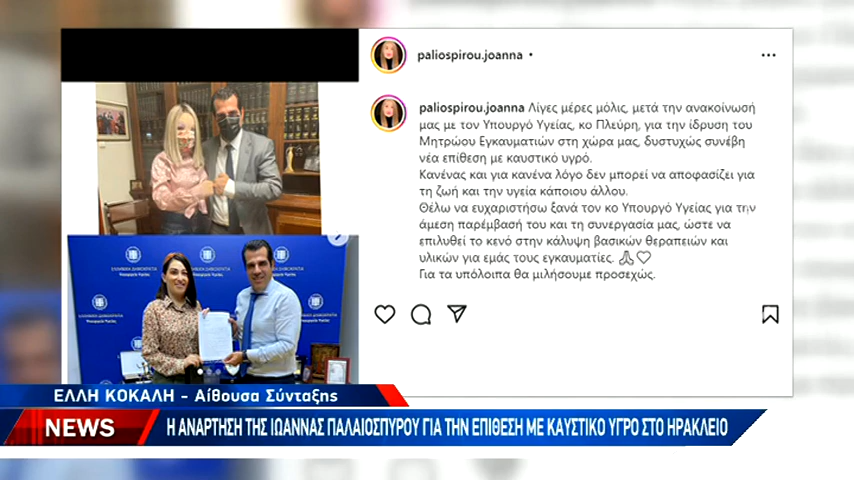 paliospirou.joanna •
paliospirou.joanna Λίγες μέρες μόλις, μετά την ανακοίνωσή
μας με τον Υπουργό Υγείας, κο Πλεύρη, για την ίδρυση του
Μητρώου Εγκαυματιών στη χώρα μας, δυστυχώς συνέβη
νέα επίθεση με καυστικό υγρό.
Κανένας και για κανένα λόγο δεν μπορεί να αποφασίζει για
τη ζωή και την υγεία κάποιου άλλου.
Θέλω να ευχαριστήσω ξανά τον κο Υπουργό Υγείας για την
άμεση παρέμβασή του και τη συνεργασία μας, ώστε να
επιλυθεί το κενό στην κάλυψη βασικών θεραπειών και
υλικών για εμάς τους εγκαυματίες. 🙏🤍
Για τα υπόλοιπα θα μιλήσουμε προσεχώς.
ΕΛΛΗΝΙΚΗ ΔΗΜΟΚΡΑΤΙΑ
Υπουργείο Υγείας
ΕΛΛΗ ΚΟΚΑΛΗ – Αίθουσα Σύνταξης
NEWS
Η ΑΝΑΡΤΗΣΗ ΤΗΣ ΙΩΑΝΝΑΣ ΠΑΛΑΙΟΣΠΥΡΟΥ ΓΙΑ ΤΗΝ ΕΠΙΘΕΣΗ ΜΕ ΚΑΥΣΤΙΚΟ ΥΓΡΟ ΣΤΟ ΗΡΑΚΛΕΙΟ